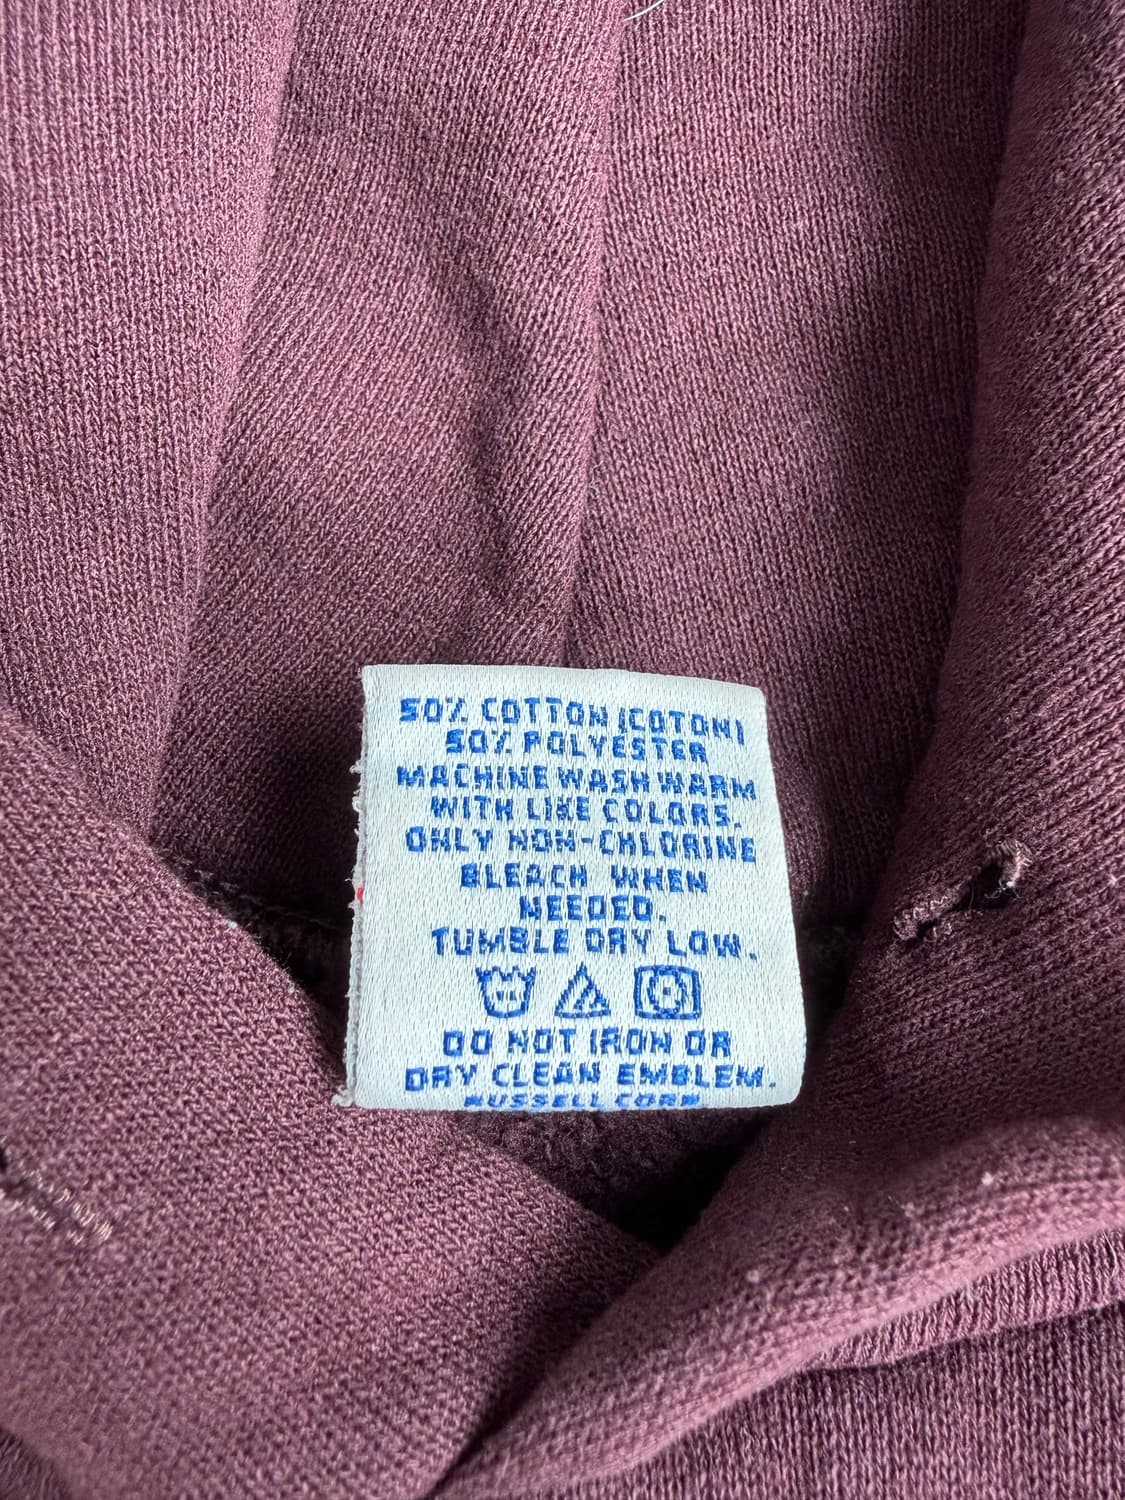 50% COTTON (COTON)
50% POLYESTER
MACHINE WASH WARM
WITH LIKE COLORS.
ONLY NON-CHLORINE
BLEACH WHEN
NEEDED.
TUMBLE DRY LOW.
DO NOT IRON OR
DRY CLEAN EMBLEM.
RUSSELL CORP